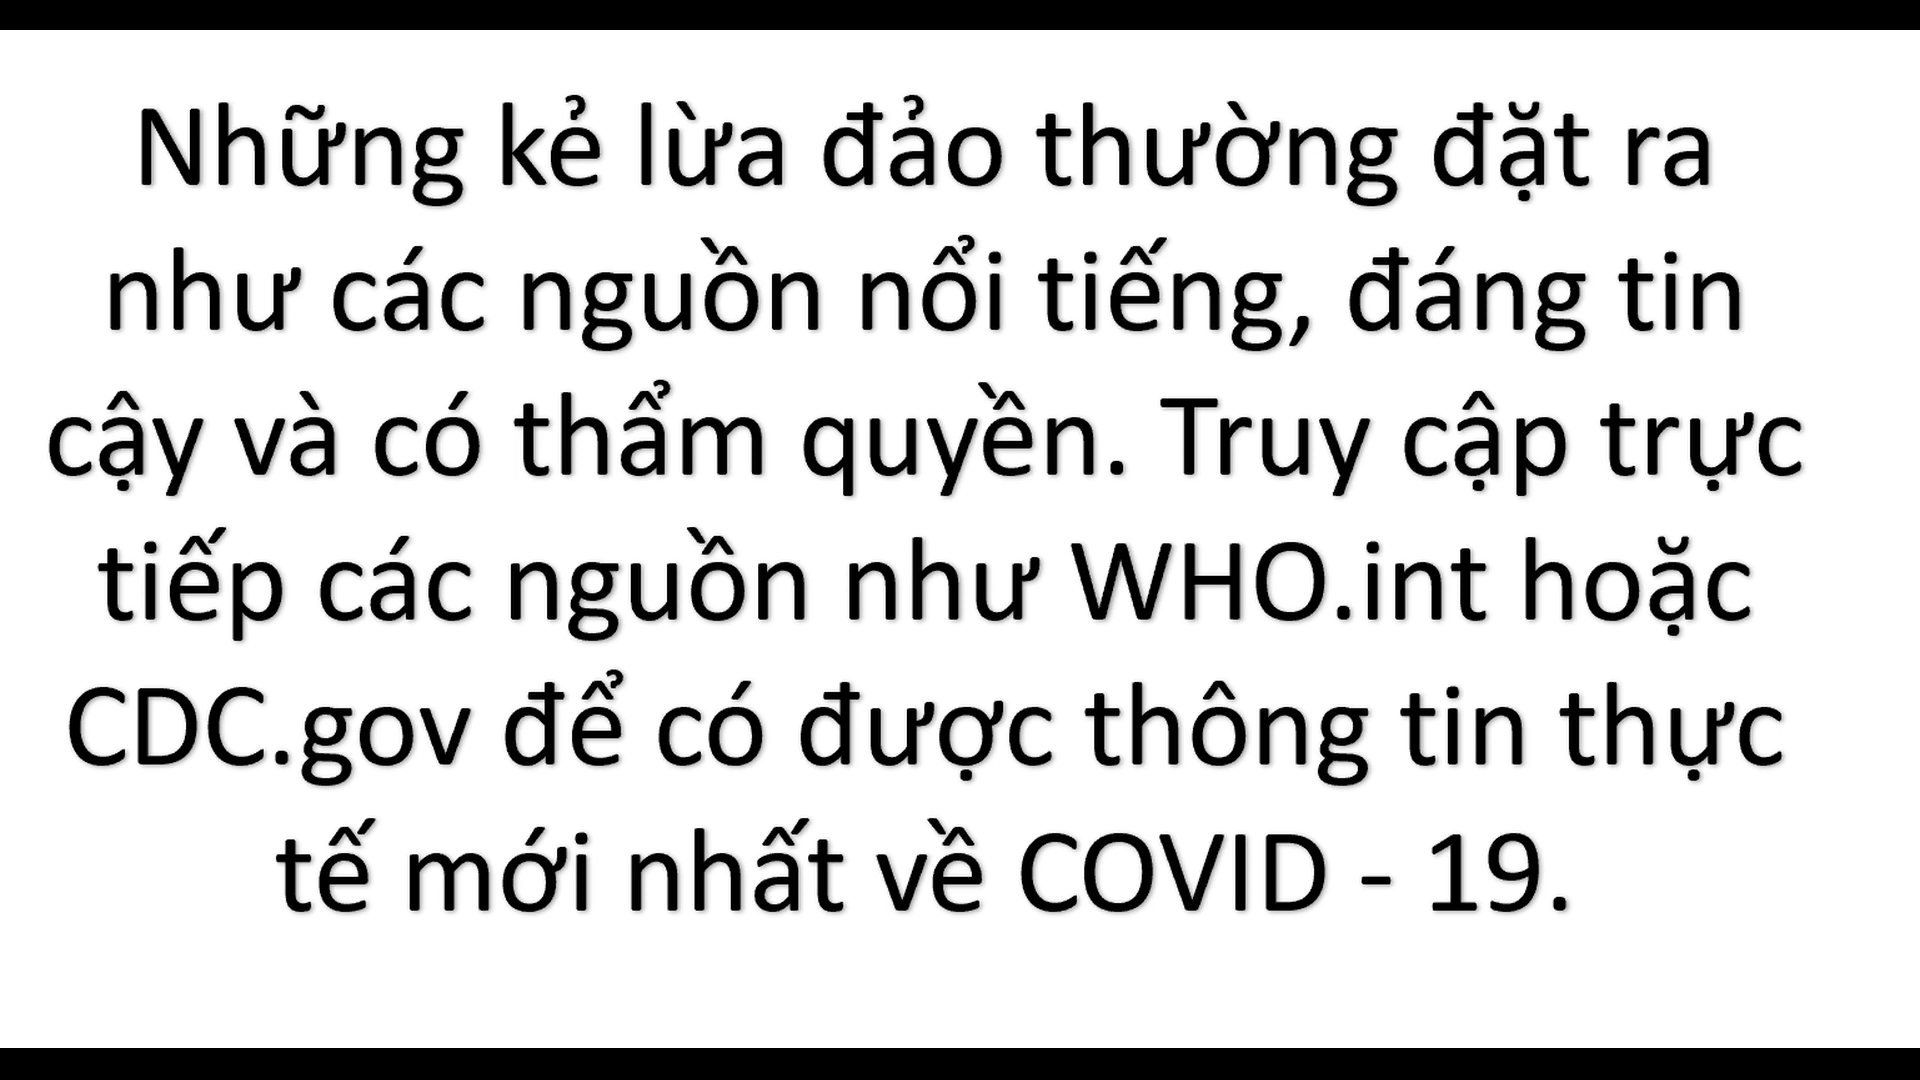 Những kẻ lừa đảo thường đặt ra
như các nguồn nổi tiếng, đáng tin
cậy và có thẩm quyền. Truy cập trực
tiếp các nguồn như WHO.int hoặc
CDC.gov để có được thông tin thực
tế mới nhất về COVID - 19.